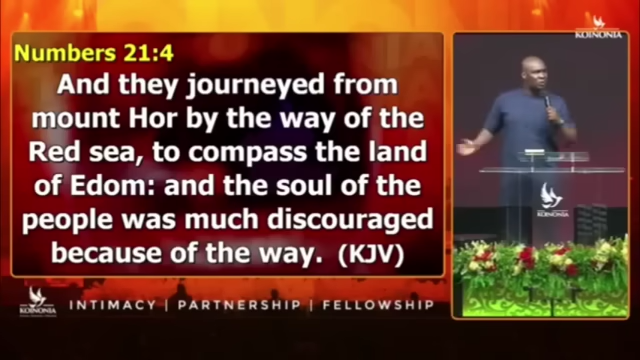 Numbers 21:4
And they journeyed from
mount Hor by the way of the
Red sea, to compass the land
of Edom: and the soul of the
people was much discouraged
because of the way. (KJV)
KOINONIA
KOINONIA
KOINONIA
INTIMACY | PARTNERSHIP | FELLOWSHIP